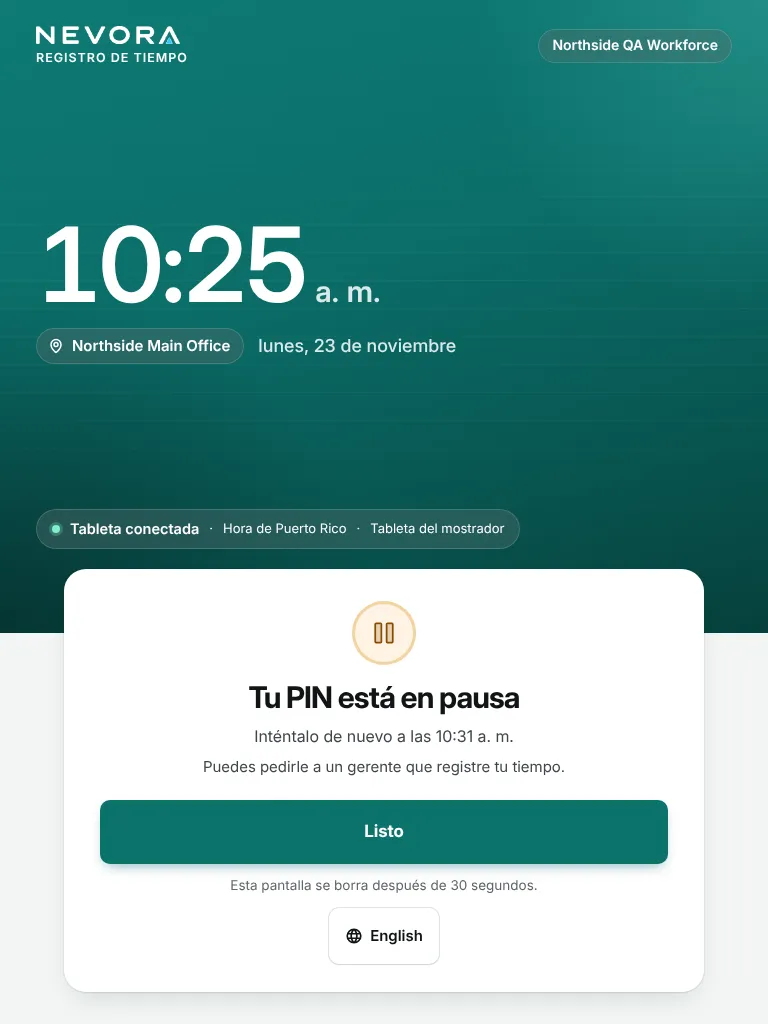 NEVORA
REGISTRO DE TIEMPO
Northside QA Workforce
10:25 a. m.
Northside Main Office
lunes, 23 de noviembre
Tableta conectada · Hora de Puerto Rico · Tableta del mostrador
Tu PIN está en pausa
Inténtalo de nuevo a las 10:31 a. m.
Puedes pedirle a un gerente que registre tu tiempo.
Listo
Esta pantalla se borra después de 30 segundos.
English